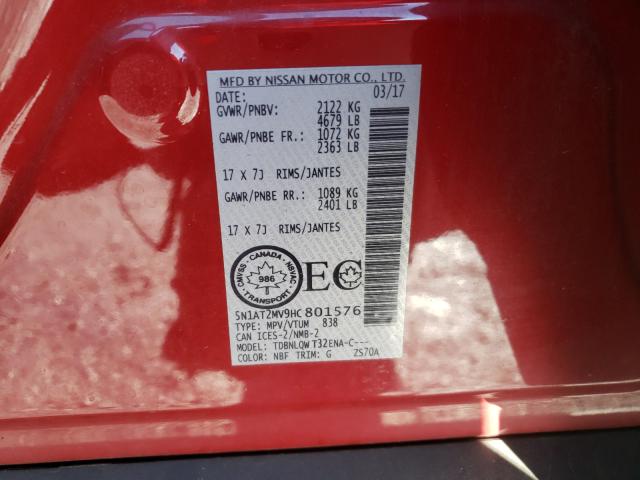 MFD BY NISSAN MOTOR CO., LTD.
DATE: 03/17
GVWR/PNBV: 2122 KG
4679 LB
GAWR/PNBE FR.: 1072 KG
2363 LB
17 X 7J RIMS/JANTES
GAWR/PNBE RR.: 1089 KG
2401 LB
17 X 7J RIMS/JANTES
CANADA
CMVSS 986 NSVAC
TRANSPORT
EC
5N1AT2MV9HC801576
TYPE: MPV/VTUM 838
CAN ICES-2/NMB-2
MODEL: TDBNLQWT32ENA-C---
COLOR: NBF TRIM: G ZS70A